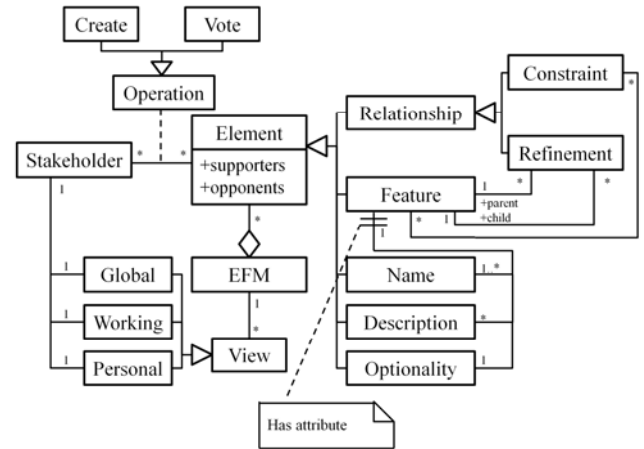 Create
Vote
Operation
Constraint
*
Relationship
Element
+supporters
+opponents
Stakeholder
*
*
Refinement
*
*
1
Feature
1
+parent
1
+child
*
1
*
1
Global
EFM
Name
1..*
1
Working
1
*
Description
*
1
Personal
View
Optionality
1
Has attribute